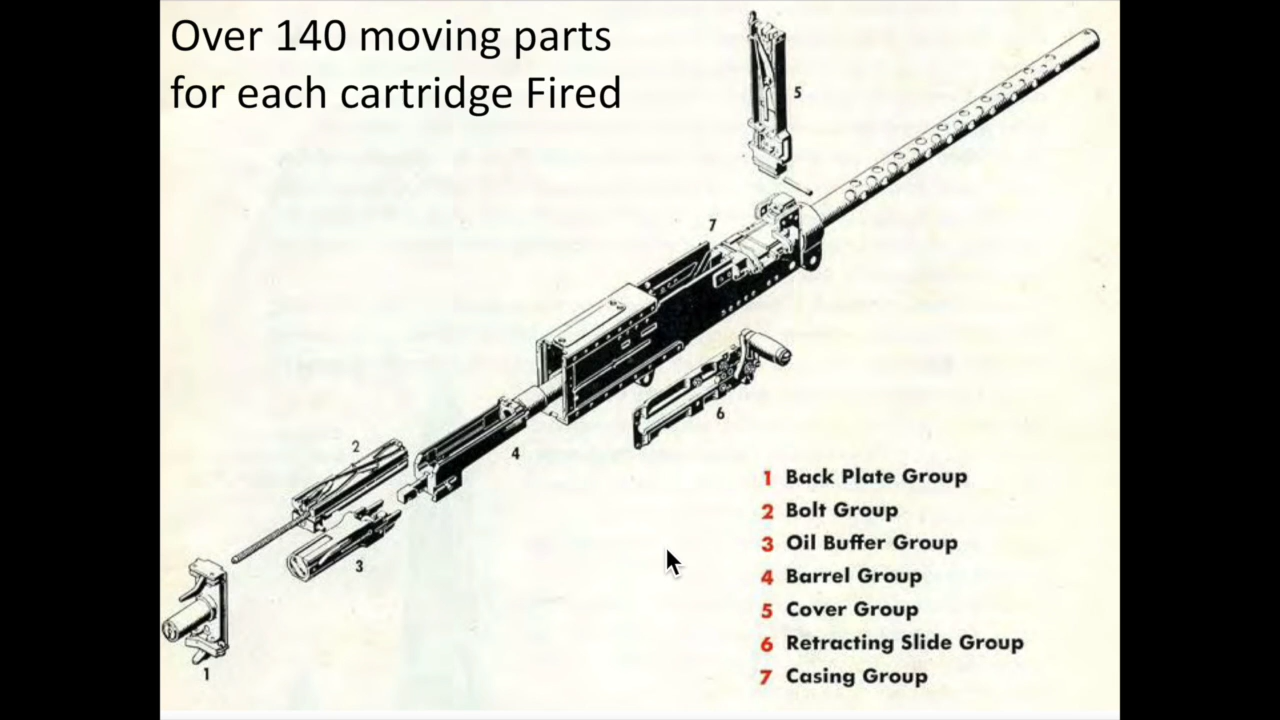 Over 140 moving parts
for each cartridge Fired
5
7
6
4
2
3
1
1 Back Plate Group
2 Bolt Group
3 Oil Buffer Group
4 Barrel Group
5 Cover Group
6 Retracting Slide Group
7 Casing Group